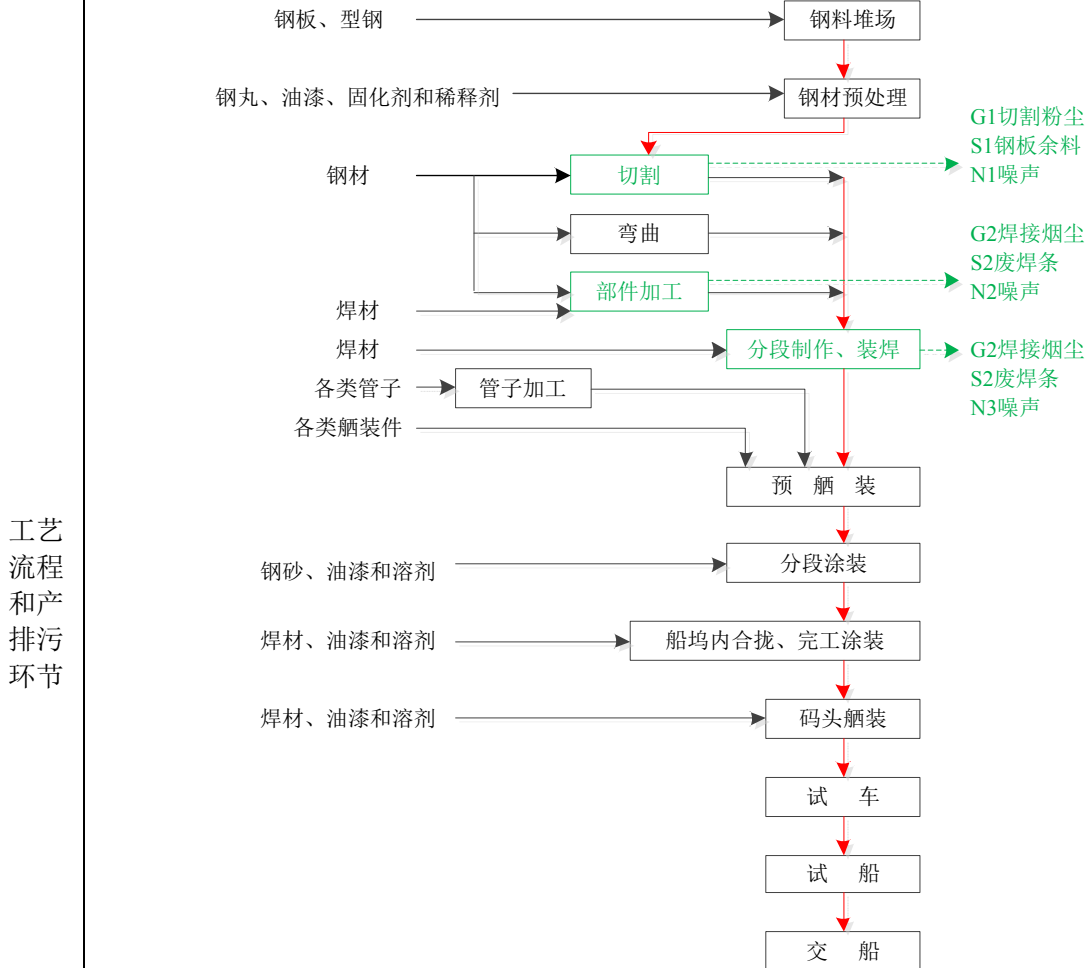 钢板、型钢
钢料堆场
钢丸、油漆、固化剂和稀释剂
钢材预处理
G1切割粉尘
S1钢板余料
N1噪声
钢材
切割
弯曲
G2焊接烟尘
S2废焊条
N2噪声
部件加工
焊材
焊材
分段制作、装焊
G2焊接烟尘
S2废焊条
N3噪声
各类管子
管子加工
各类舾装件
预 舾 装
工艺
流程
和产
排污
环节
钢砂、油漆和溶剂
分段涂装
焊材、油漆和溶剂
船坞内合拢、完工涂装
焊材、油漆和溶剂
码头舾装
试 车
试 船
交 船